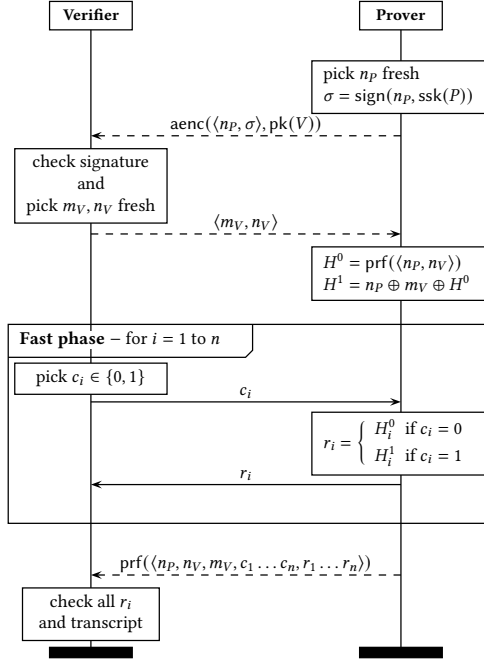 Verifier
Prover
pick n_P fresh
σ = sign(n_P, ssk(P))
aenc(⟨n_P, σ⟩, pk(V))
check signature
and
pick m_V, n_V fresh
⟨m_V, n_V⟩
H^0 = prf(⟨n_P, n_V⟩)
H^1 = n_P ⊕ m_V ⊕ H^0
Fast phase – for i = 1 to n
pick c_i ∈ {0, 1}
c_i
r_i = { H_i^0 if c_i = 0
H_i^1 if c_i = 1
r_i
prf(⟨n_P, n_V, m_V, c_1 … c_n, r_1 … r_n⟩)
check all r_i
and transcript